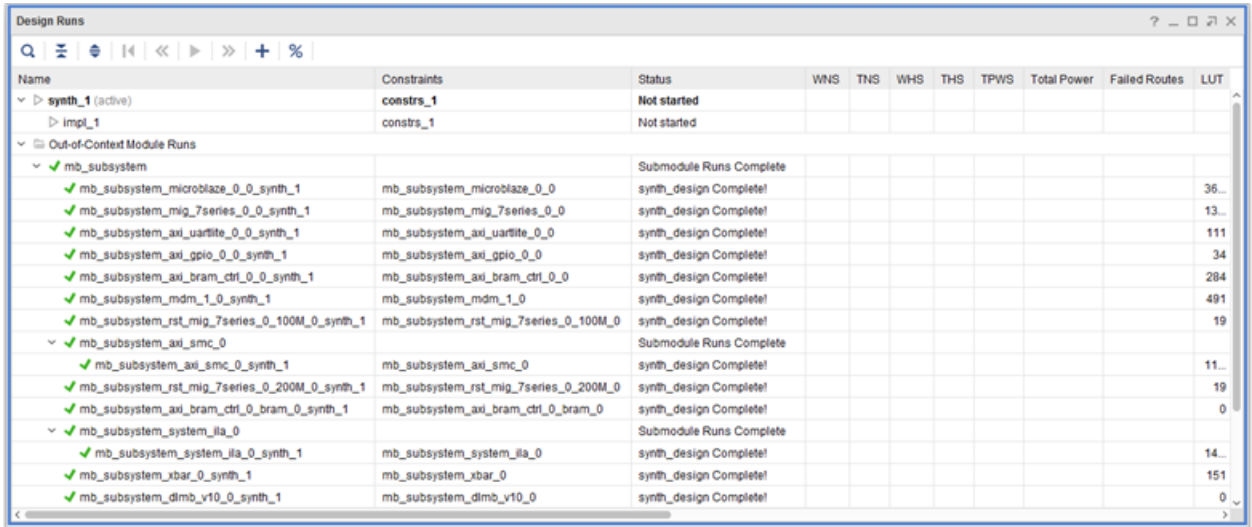 Design Runs
Name Constraints Status WNS TNS WHS THS TPWS Total Power Failed Routes LUT
synth_1 (active) constrs_1 Not started
impl_1 constrs_1 Not started
Out-of-Context Module Runs
mb_subsystem Submodule Runs Complete
mb_subsystem_microblaze_0_0_synth_1 mb_subsystem_microblaze_0_0 synth_design Complete! 36...
mb_subsystem_mig_7series_0_0_synth_1 mb_subsystem_mig_7series_0_0 synth_design Complete! 13...
mb_subsystem_axi_uartlite_0_0_synth_1 mb_subsystem_axi_uartlite_0_0 synth_design Complete! 111
mb_subsystem_axi_gpio_0_0_synth_1 mb_subsystem_axi_gpio_0_0 synth_design Complete! 34
mb_subsystem_axi_bram_ctrl_0_0_synth_1 mb_subsystem_axi_bram_ctrl_0_0 synth_design Complete! 284
mb_subsystem_mdm_1_0_synth_1 mb_subsystem_mdm_1_0 synth_design Complete! 491
mb_subsystem_rst_mig_7series_0_100M_0_synth_1 mb_subsystem_rst_mig_7series_0_100M_0 synth_design Complete! 19
mb_subsystem_axi_smc_0 Submodule Runs Complete
mb_subsystem_axi_smc_0_synth_1 mb_subsystem_axi_smc_0 synth_design Complete! 11...
mb_subsystem_rst_mig_7series_0_200M_0_synth_1 mb_subsystem_rst_mig_7series_0_200M_0 synth_design Complete! 19
mb_subsystem_axi_bram_ctrl_0_bram_0_synth_1 mb_subsystem_axi_bram_ctrl_0_bram_0 synth_design Complete! 0
mb_subsystem_system_ila_0 Submodule Runs Complete
mb_subsystem_system_ila_0_synth_1 mb_subsystem_system_ila_0 synth_design Complete! 14...
mb_subsystem_xbar_0_synth_1 mb_subsystem_xbar_0 synth_design Complete! 151
mb_subsystem_dlmb_v10_0_synth_1 mb_subsystem_dlmb_v10_0 synth_design Complete! 0